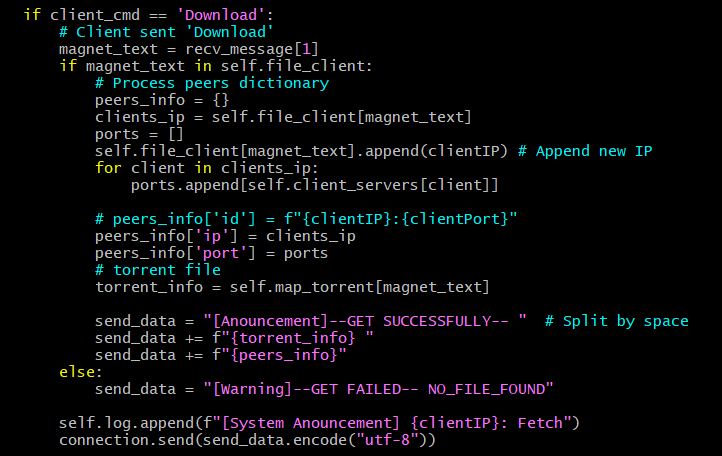 if client_cmd == 'Download':
    # Client sent 'Download'
    magnet_text = recv_message[1]
    if magnet_text in self.file_client:
        # Process peers dictionary
        peers_info = {}
        clients_ip = self.file_client[magnet_text]
        ports = []
        self.file_client[magnet_text].append(clientIP) # Append new IP
        for client in clients_ip:
            ports.append[self.client_servers[client]]

        # peers_info['id'] = f"{clientIP}:{clientPort}"
        peers_info['ip'] = clients_ip
        peers_info['port'] = ports
        # torrent file
        torrent_info = self.map_torrent[magnet_text]

        send_data = "[Anouncement]--GET SUCCESSFULLY-- "  # Split by space
        send_data += f"{torrent_info} "
        send_data += f"{peers_info}"
    else:
        send_data = "[Warning]--GET FAILED-- NO_FILE_FOUND"

    self.log.append(f"[System Anouncement] {clientIP}: Fetch")
    connection.send(send_data.encode("utf-8"))